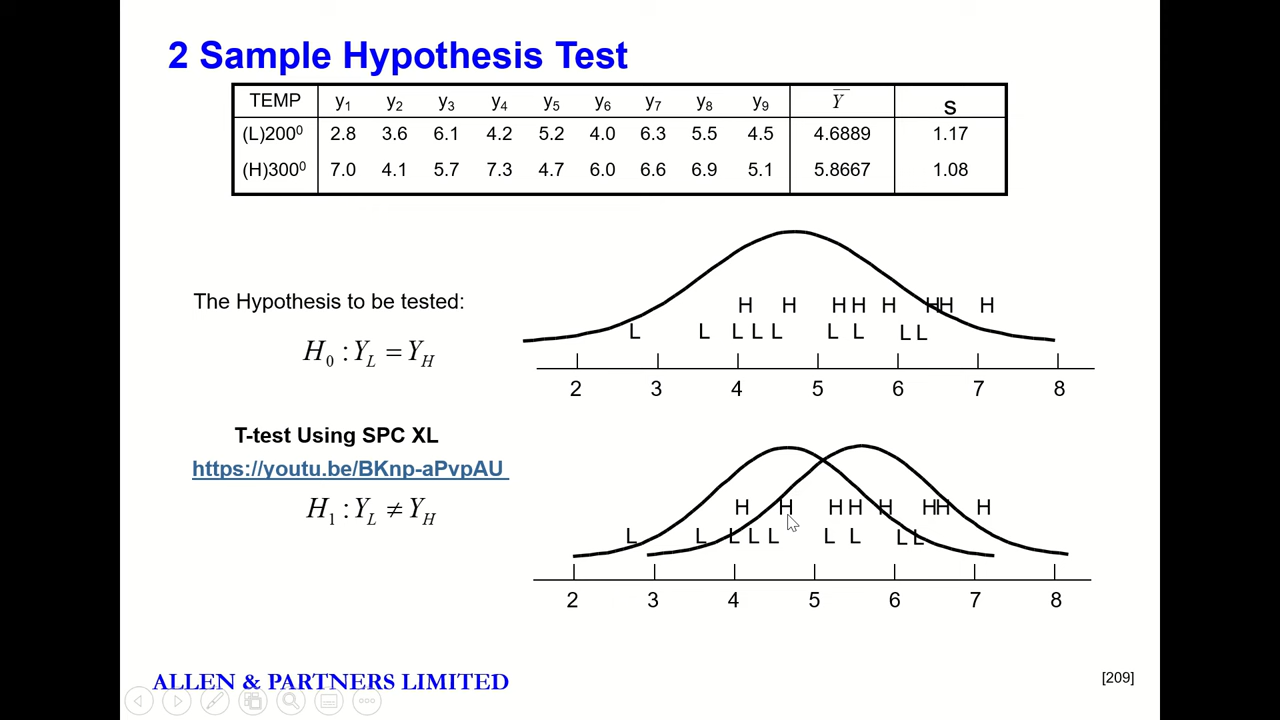 2 Sample Hypothesis Test
TEMP y₁ y₂ y₃ y₄ y₅ y₆ y₇ y₈ y₉ Y̅ S
(L)200⁰ 2.8 3.6 6.1 4.2 5.2 4.0 6.3 5.5 4.5 4.6889 1.17
(H)300⁰ 7.0 4.1 5.7 7.3 4.7 6.0 6.6 6.9 5.1 5.8667 1.08
The Hypothesis to be tested:
H₀ : Y_L = Y_H
H H H H H H H H
L L L L L L L L L
2 3 4 5 6 7 8
T-test Using SPC XL
https://youtu.be/BKnp-aPvpAU
H₁ : Y_L ≠ Y_H
H H H H H H H H
L L L L L L L L L
2 3 4 5 6 7 8
ALLEN & PARTNERS LIMITED
[209]